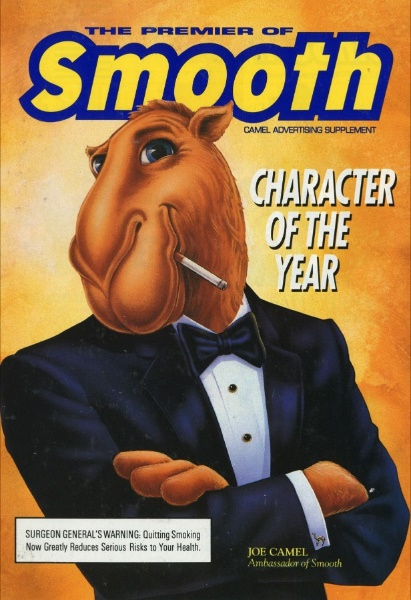 THE PREMIER OF
Smooth
CAMEL ADVERTISING SUPPLEMENT
CHARACTER
OF THE
YEAR
SURGEON GENERAL'S WARNING: Quitting Smoking
Now Greatly Reduces Serious Risks to Your Health.
JOE CAMEL
Ambassador of Smooth